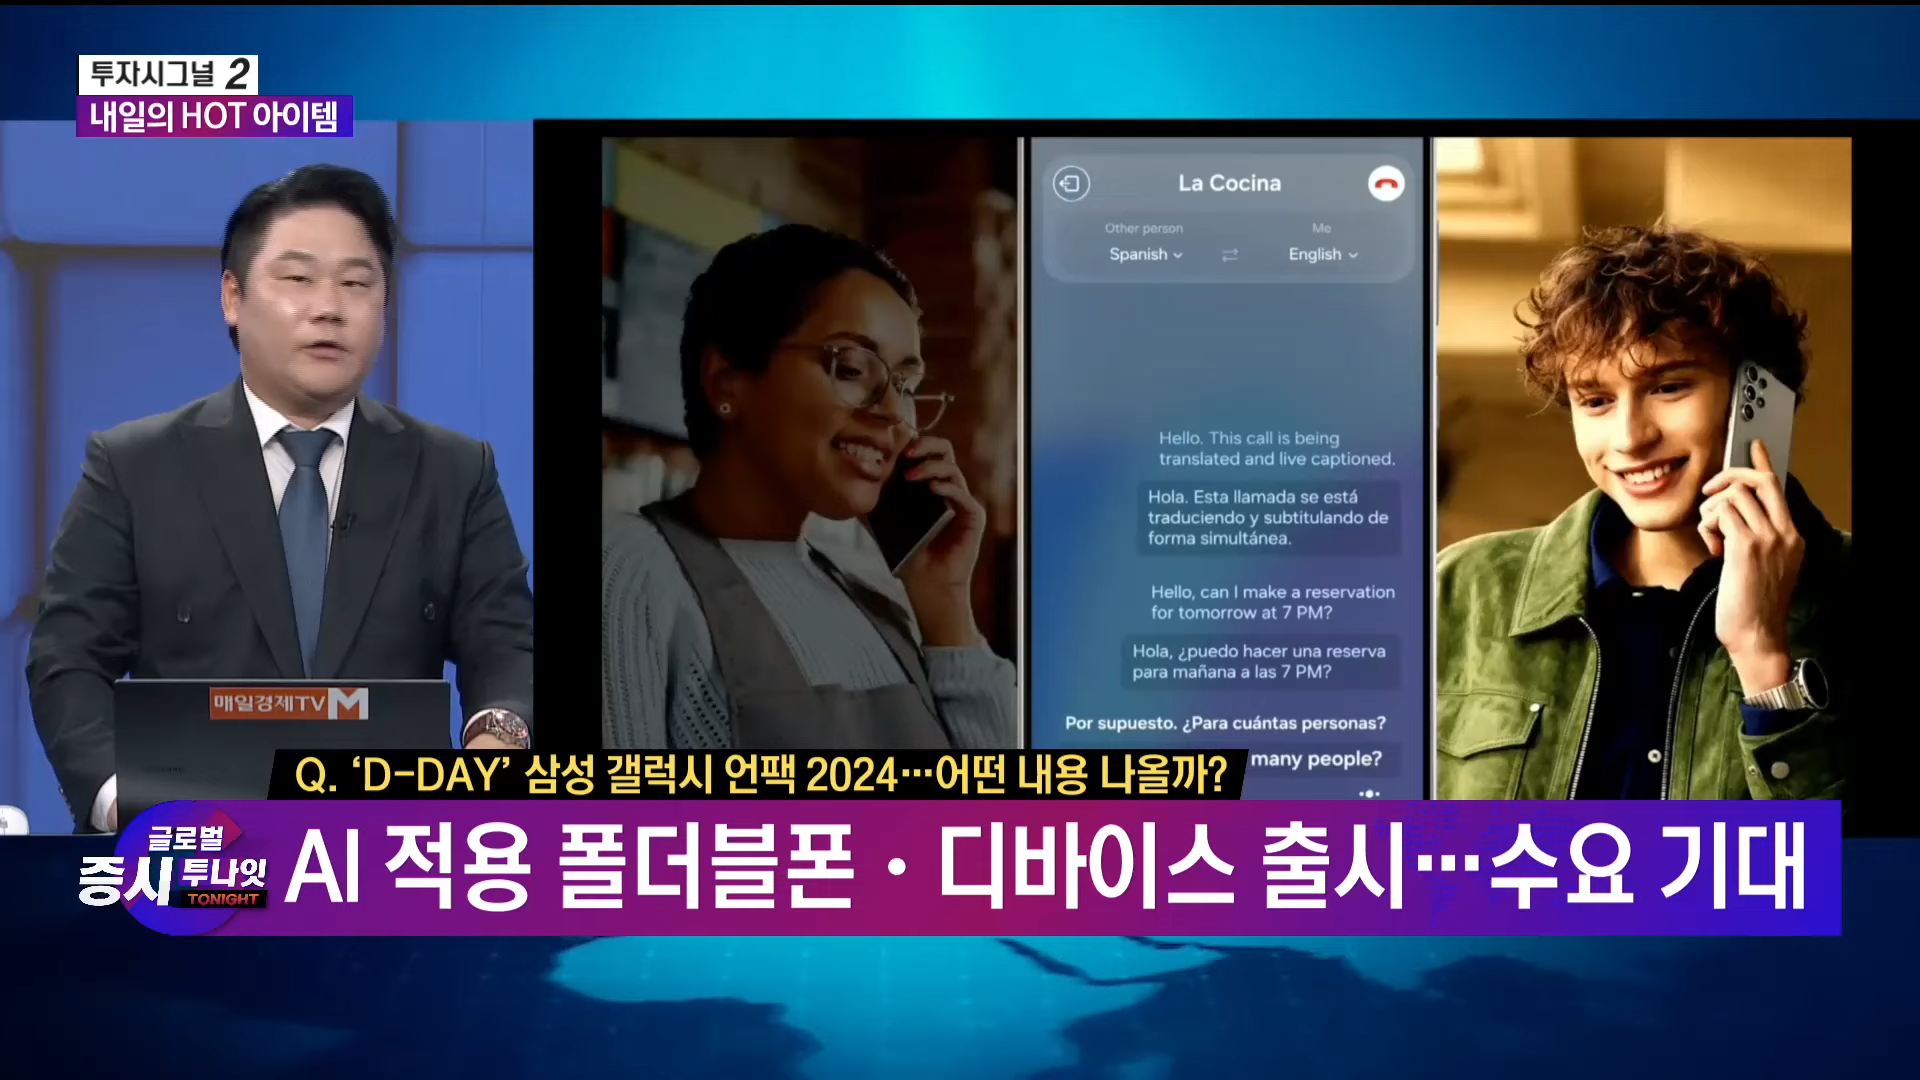 투자시그널 2
내일의 HOT 아이템
La Cocina
Other person
Me
Spanish
English
Hello. This call is being
translated and live captioned.
Hola. Esta llamada se está
traduciendo y subtitulando de
forma simultánea.
Hello, can I make a reservation
for tomorrow at 7 PM?
Hola, ¿puedo hacer una reserva
para mañana a las 7 PM?
Por supuesto. ¿Para cuántas personas?
many people?
매일경제TV M
Q. ‘D-DAY’ 삼성 갤럭시 언팩 2024…어떤 내용 나올까?
글로벌
증시 투나잇
TONIGHT
AI 적용 폴더블폰·디바이스 출시…수요 기대